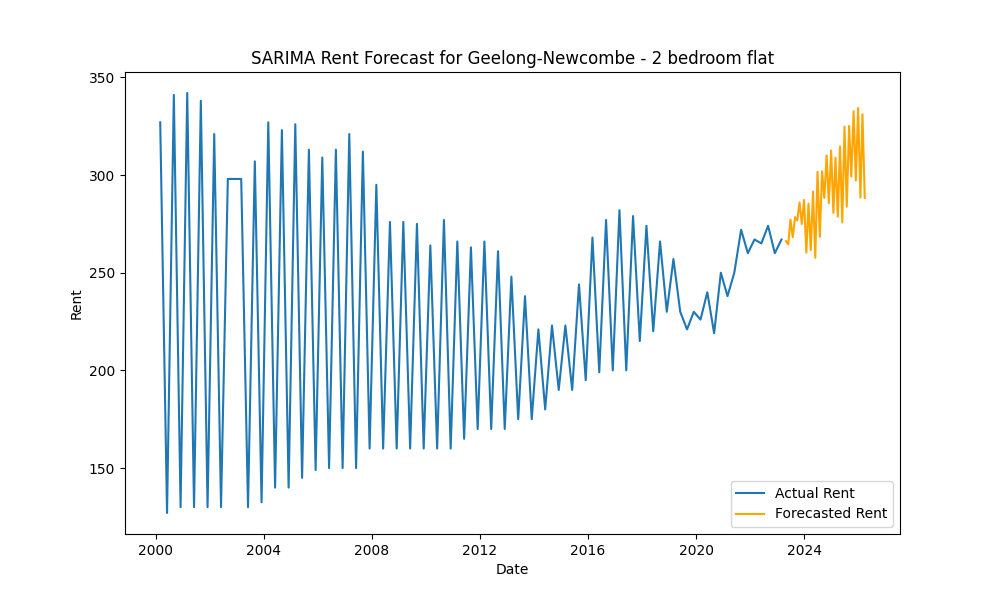 SARIMA Rent Forecast for Geelong-Newcombe - 2 bedroom flat
350
300
250
200
150
Rent
2000 2004 2008 2012 2016 2020 2024
Date
Actual Rent
Forecasted Rent